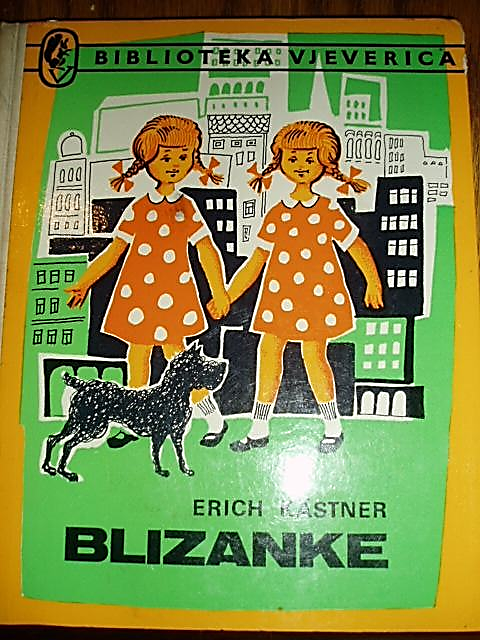 BIBLIOTEKA VJEVERICA
ERICH KÄSTNER
BLIZANKE